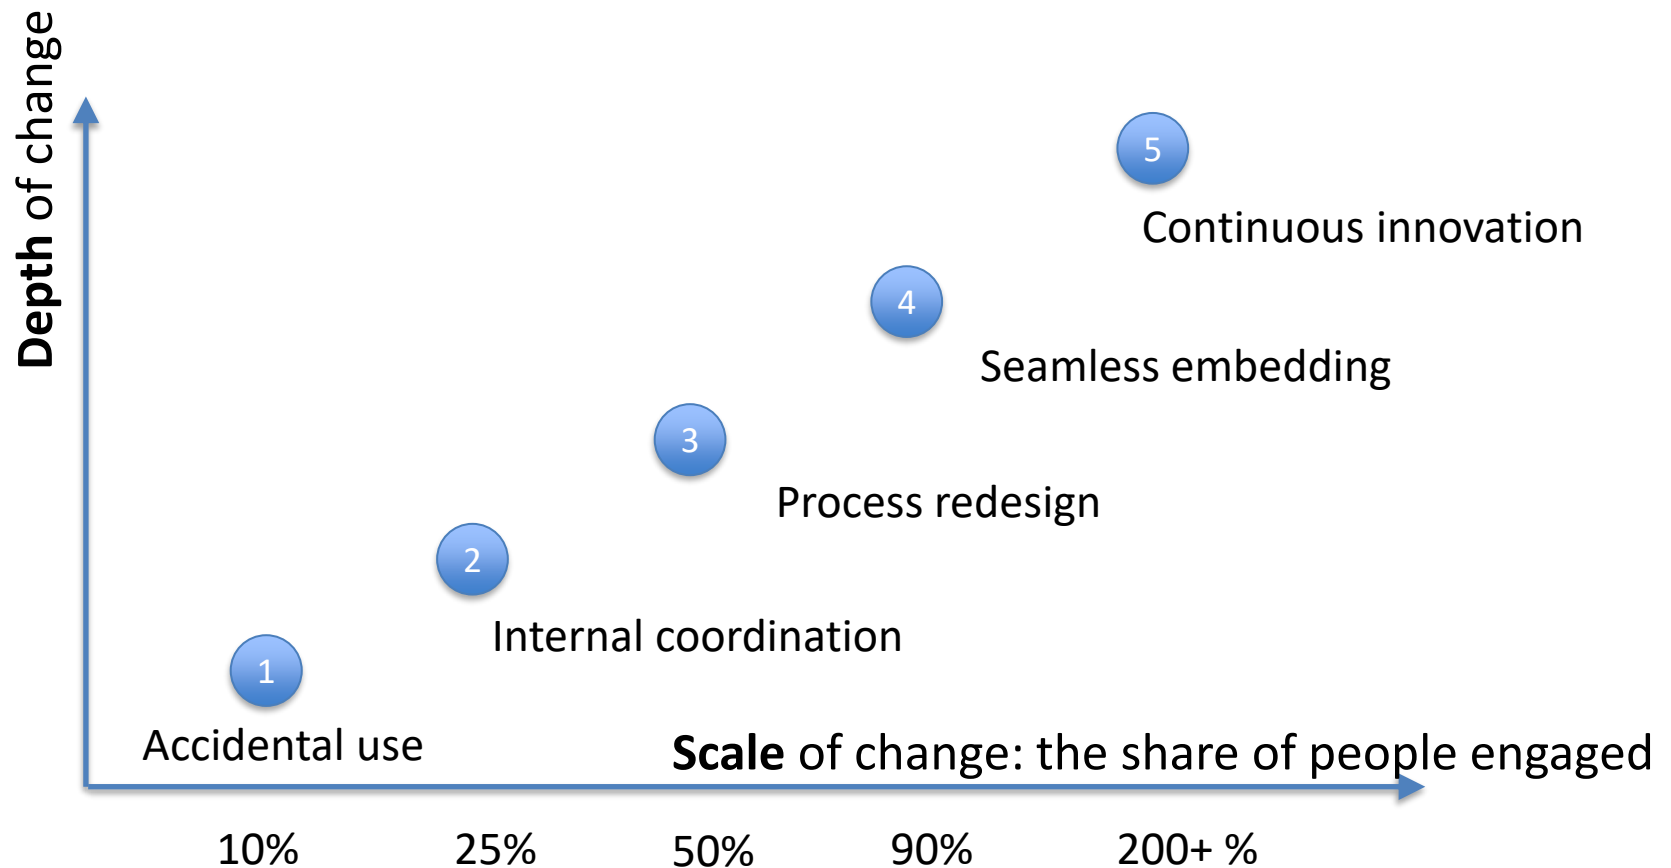 Depth of change
5
Continuous innovation
4
Seamless embedding
3
Process redesign
2
Internal coordination
1
Accidental use
Scale of change: the share of people engaged
10% 25% 50% 90% 200+ %